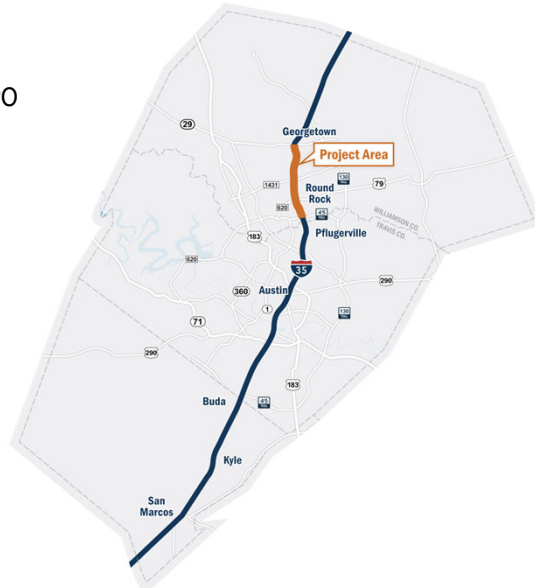 0
29
Georgetown
Project Area
130
79
1431
Round
Rock
620
45
WILLIAMSON CO.
TRAVIS CO.
183
Pflugerville
620
35
290
360
Austin
1
130
71
290
183
Buda
45
Kyle
San
Marcos